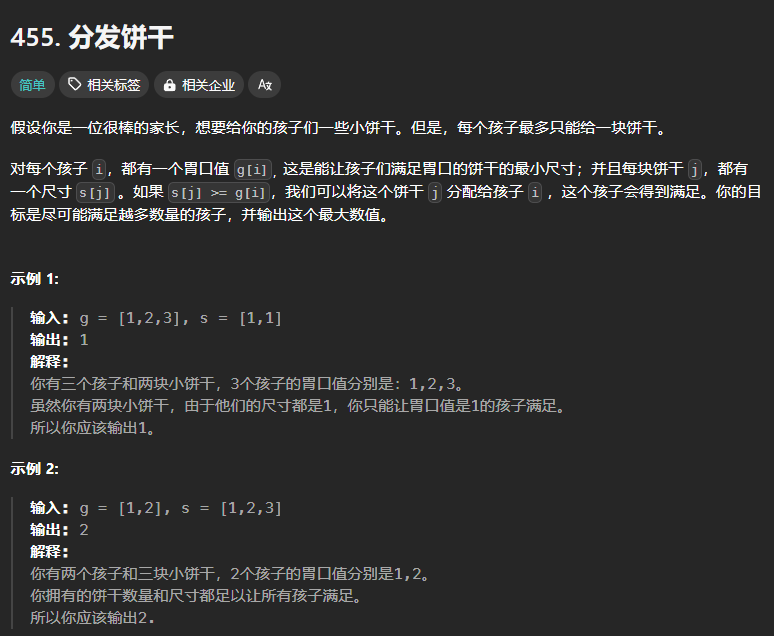 455. 分发饼干
简单 相关标签 相关企业 Az
假设你是一位很棒的家长，想要给你的孩子们一些小饼干。但是，每个孩子最多只能给一块饼干。
对每个孩子 i，都有一个胃口值 g[i]，这是能让孩子们满足胃口的饼干的最小尺寸；并且每块饼干 j，都有
一个尺寸 s[j] 。如果 s[j] >= g[i]，我们可以将这个饼干 j 分配给孩子 i ，这个孩子会得到满足。你的目
标是尽可能满足越多数量的孩子，并输出这个最大数值。
示例 1:
输入: g = [1,2,3], s = [1,1]
输出: 1
解释:
你有三个孩子和两块小饼干，3个孩子的胃口值分别是：1,2,3。
虽然你有两块小饼干，由于他们的尺寸都是1，你只能让胃口值是1的孩子满足。
所以你应该输出1。
示例 2:
输入: g = [1,2], s = [1,2,3]
输出: 2
解释:
你有两个孩子和三块小饼干，2个孩子的胃口值分别是1,2。
你拥有的饼干数量和尺寸都足以让所有孩子满足。
所以你应该输出2.